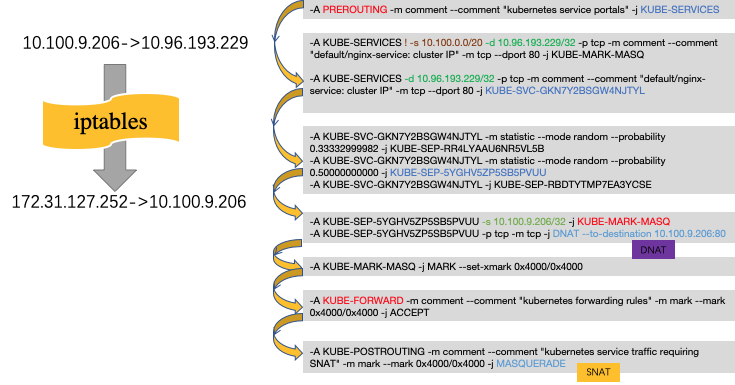 10.100.9.206->10.96.193.229
iptables
172.31.127.252->10.100.9.206
-A PREROUTING -m comment --comment "kubernetes service portals" -j KUBE-SERVICES
-A KUBE-SERVICES ! -s 10.100.0.0/20 -d 10.96.193.229/32 -p tcp -m comment --comment
"default/nginx-service: cluster IP" -m tcp --dport 80 -j KUBE-MARK-MASQ
-A KUBE-SERVICES -d 10.96.193.229/32 -p tcp -m comment --comment "default/nginx-
service: cluster IP" -m tcp --dport 80 -j KUBE-SVC-GKN7Y2BSGW4NJTYL
-A KUBE-SVC-GKN7Y2BSGW4NJTYL -m statistic --mode random --probability
0.33332999982 -j KUBE-SEP-RR4LYAAU6NR5VL5B
-A KUBE-SVC-GKN7Y2BSGW4NJTYL -m statistic --mode random --probability
0.50000000000 -j KUBE-SEP-5YGHV5ZP5SB5PVUU
-A KUBE-SVC-GKN7Y2BSGW4NJTYL -j KUBE-SEP-RBDTYTMP7EA3YCSE
-A KUBE-SEP-5YGHV5ZP5SB5PVUU -s 10.100.9.206/32 -j KUBE-MARK-MASQ
-A KUBE-SEP-5YGHV5ZP5SB5PVUU -p tcp -m tcp -j DNAT --to-destination 10.100.9.206:80
DNAT
-A KUBE-MARK-MASQ -j MARK --set-xmark 0x4000/0x4000
-A KUBE-FORWARD -m comment --comment "kubernetes forwarding rules" -m mark --mark
0x4000/0x4000 -j ACCEPT
-A KUBE-POSTROUTING -m comment --comment "kubernetes service traffic requiring
SNAT" -m mark --mark 0x4000/0x4000 -j MASQUERADE
SNAT